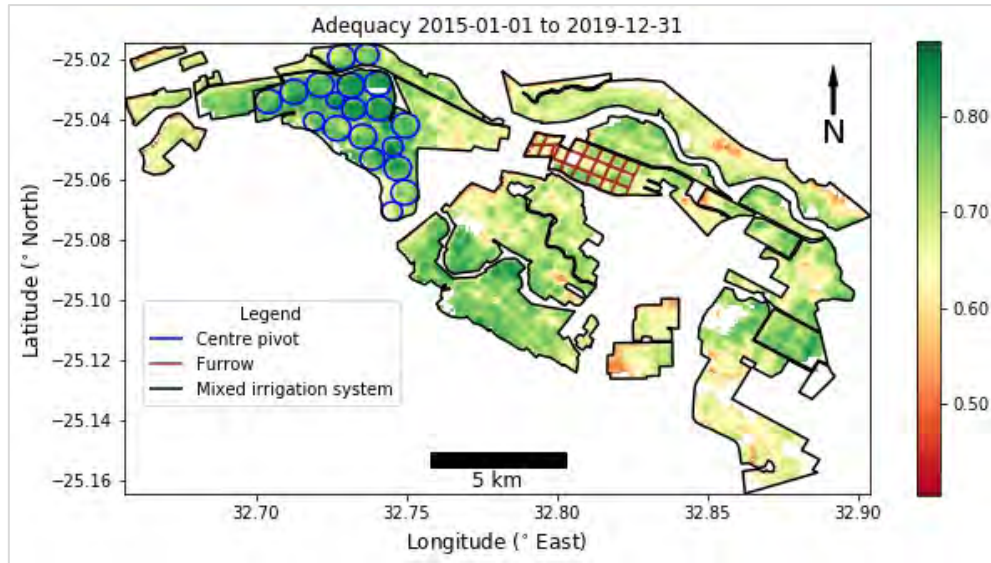 Adequacy 2015-01-01 to 2019-12-31
−25.02
−25.04
−25.06
−25.08
−25.10
−25.12
−25.14
−25.16
Latitude (° North)
N
Legend
Centre pivot
Furrow
Mixed irrigation system
5 km
32.70
32.75
32.80
32.85
32.90
Longitude (° East)
0.80
0.70
0.60
0.50